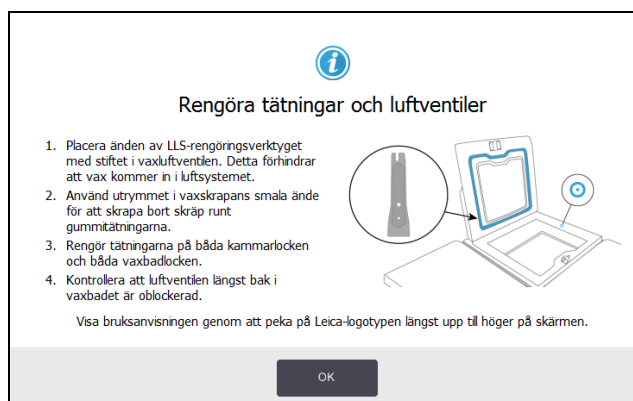 Rengöra tätningar och luftventiler
1. Placera änden av LLS-rengöringsverktyget
med stiftet i vaxluftventilen. Detta förhindrar
att vax kommer in i luftsystemet.
2. Använd utrymmet i vaxskrapans smala ände
för att skrapa bort skräp runt
gummitätningarna.
3. Rengör tätningarna på båda kammarlocken
och båda vaxbadlocken.
4. Kontrollera att luftventilen längst bak i
vaxbadet är oblockerad.
Visa bruksanvisningen genom att peka på Leica-logotypen längst upp till höger på skärmen.
OK